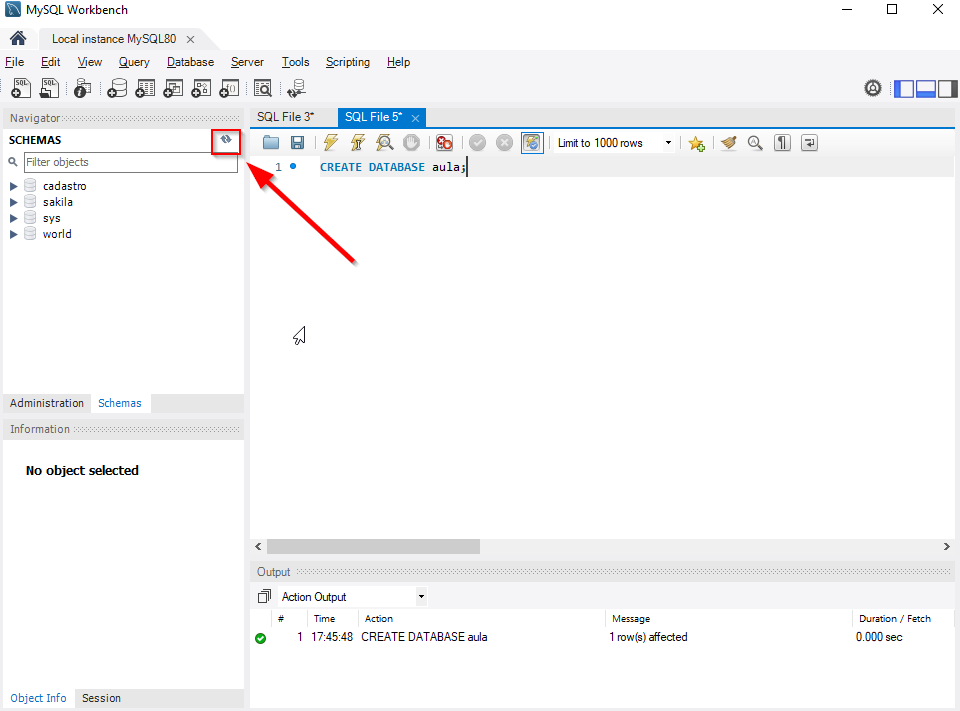 MySQL Workbench
Local instance MySQL80
File Edit View Query Database Server Tools Scripting Help
Navigator
SCHEMAS
Filter objects
cadastro
sakila
sys
world
Administration Schemas
Information
No object selected
Object Info Session
SQL File 3* SQL File 5*
Limit to 1000 rows
1 CREATE DATABASE aula;
Output
Action Output
# Time Action Message Duration / Fetch
1 17:45:48 CREATE DATABASE aula 1 row(s) affected 0.000 sec